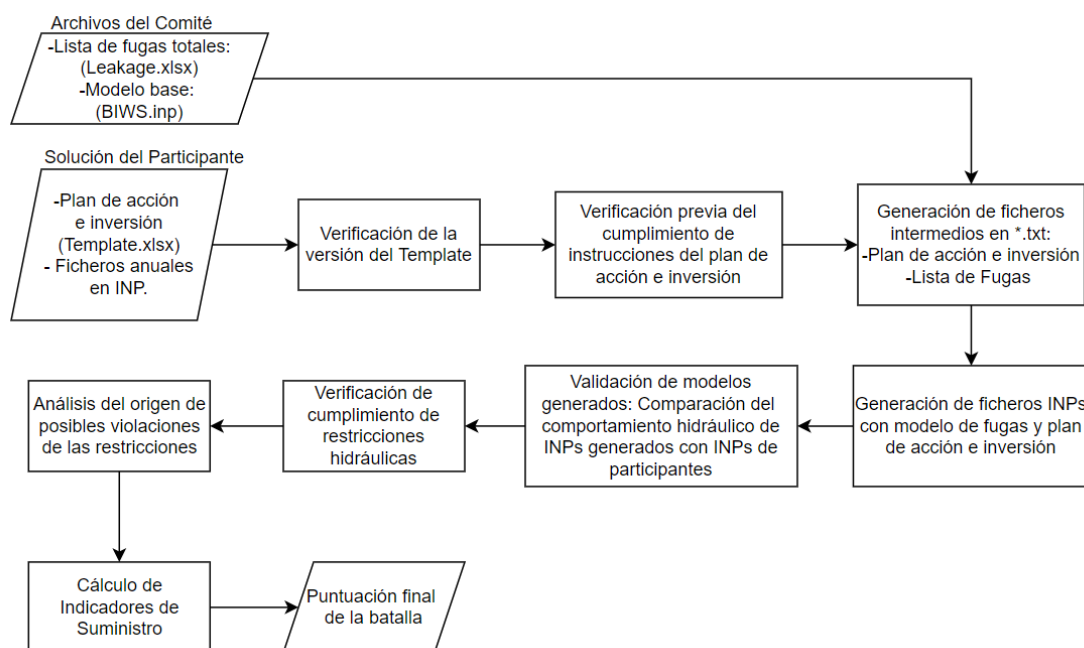 Archivos del Comité
-Lista de fugas totales:
(Leakage.xlsx)
-Modelo base:
(BIWS.inp)
Solución del Participante
-Plan de acción
e inversión
(Template.xlsx)
- Ficheros anuales
en INP.
Verificación de la
versión del Template
Verificación previa del
cumplimiento de
instrucciones del plan de
acción e inversión
Generación de ficheros
intermedios en *.txt:
-Plan de acción e inversión
-Lista de Fugas
Generación de ficheros INPs
con modelo de fugas y plan
de acción e inversión
Validación de modelos
generados: Comparación del
comportamiento hidráulico de
INPs generados con INPs de
participantes
Verificación de
cumplimiento de
restricciones
hidráulicas
Análisis del origen de
posibles violaciones
de las restricciones
Cálculo de
Indicadores de
Suministro
Puntuación final
de la batalla